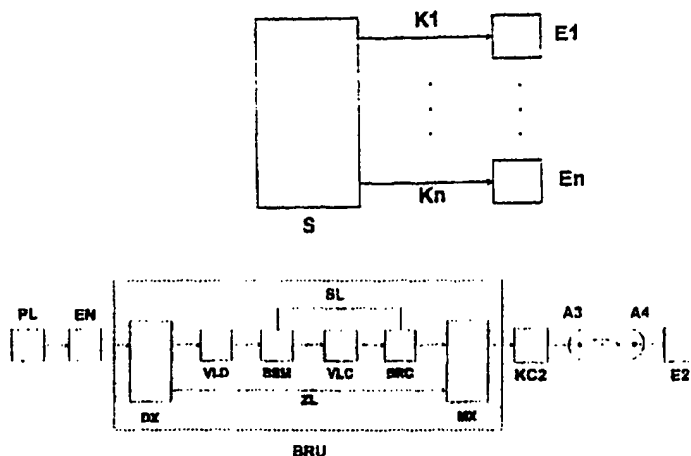 K1
E1
En
Kn
S
SL
PL
EN
A3
A4
VLD
BSM
VLC
BRC
KC2
E2
ZL
DX
MX
BRU